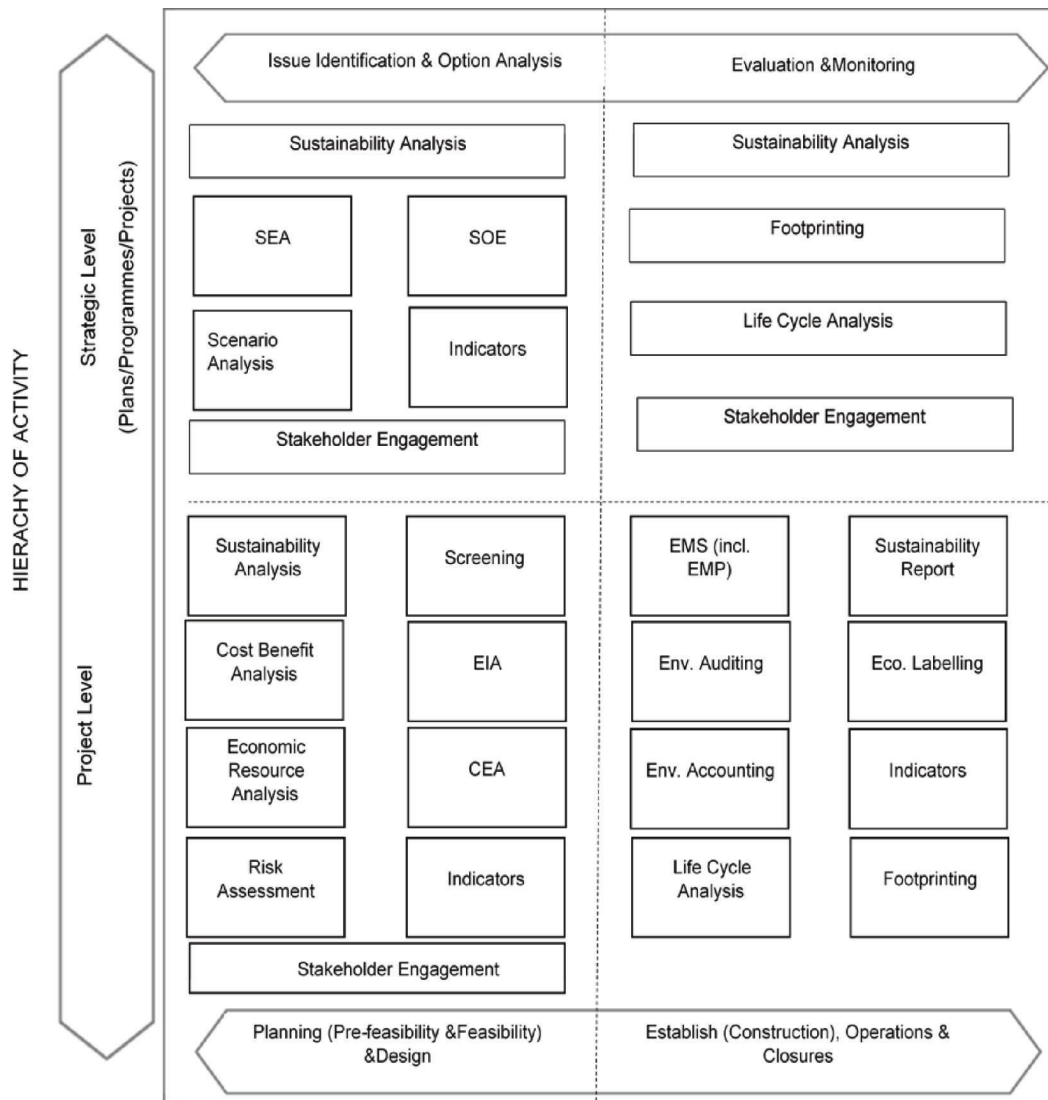 HIERACHY OF ACTIVITY
Strategic Level
(Plans/Programmes/Projects)
Project Level
Issue Identification & Option Analysis
Evaluation &Monitoring
Sustainability Analysis
SEA
SOE
Scenario
Analysis
Indicators
Stakeholder Engagement
Sustainability Analysis
Footprinting
Life Cycle Analysis
Stakeholder Engagement
Sustainability
Analysis
Screening
Cost Benefit
Analysis
EIA
Economic
Resource
Analysis
CEA
Risk
Assessment
Indicators
Stakeholder Engagement
EMS (incl.
EMP)
Sustainability
Report
Env. Auditing
Eco. Labelling
Env. Accounting
Indicators
Life Cycle
Analysis
Footprinting
Planning (Pre-feasibility &Feasibility)
&Design
Establish (Construction), Operations &
Closures